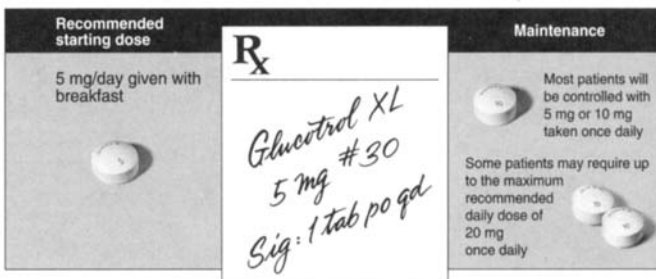 Recommended
starting dose
5 mg/day given with
breakfast
Rx
Glucotrol XL
5 mg #30
Sig: 1 tab po qd
Maintenance
Most patients will
be controlled with
5 mg or 10 mg
taken once daily
Some patients may require up
to the maximum
recommended
daily dose of
20 mg
once daily